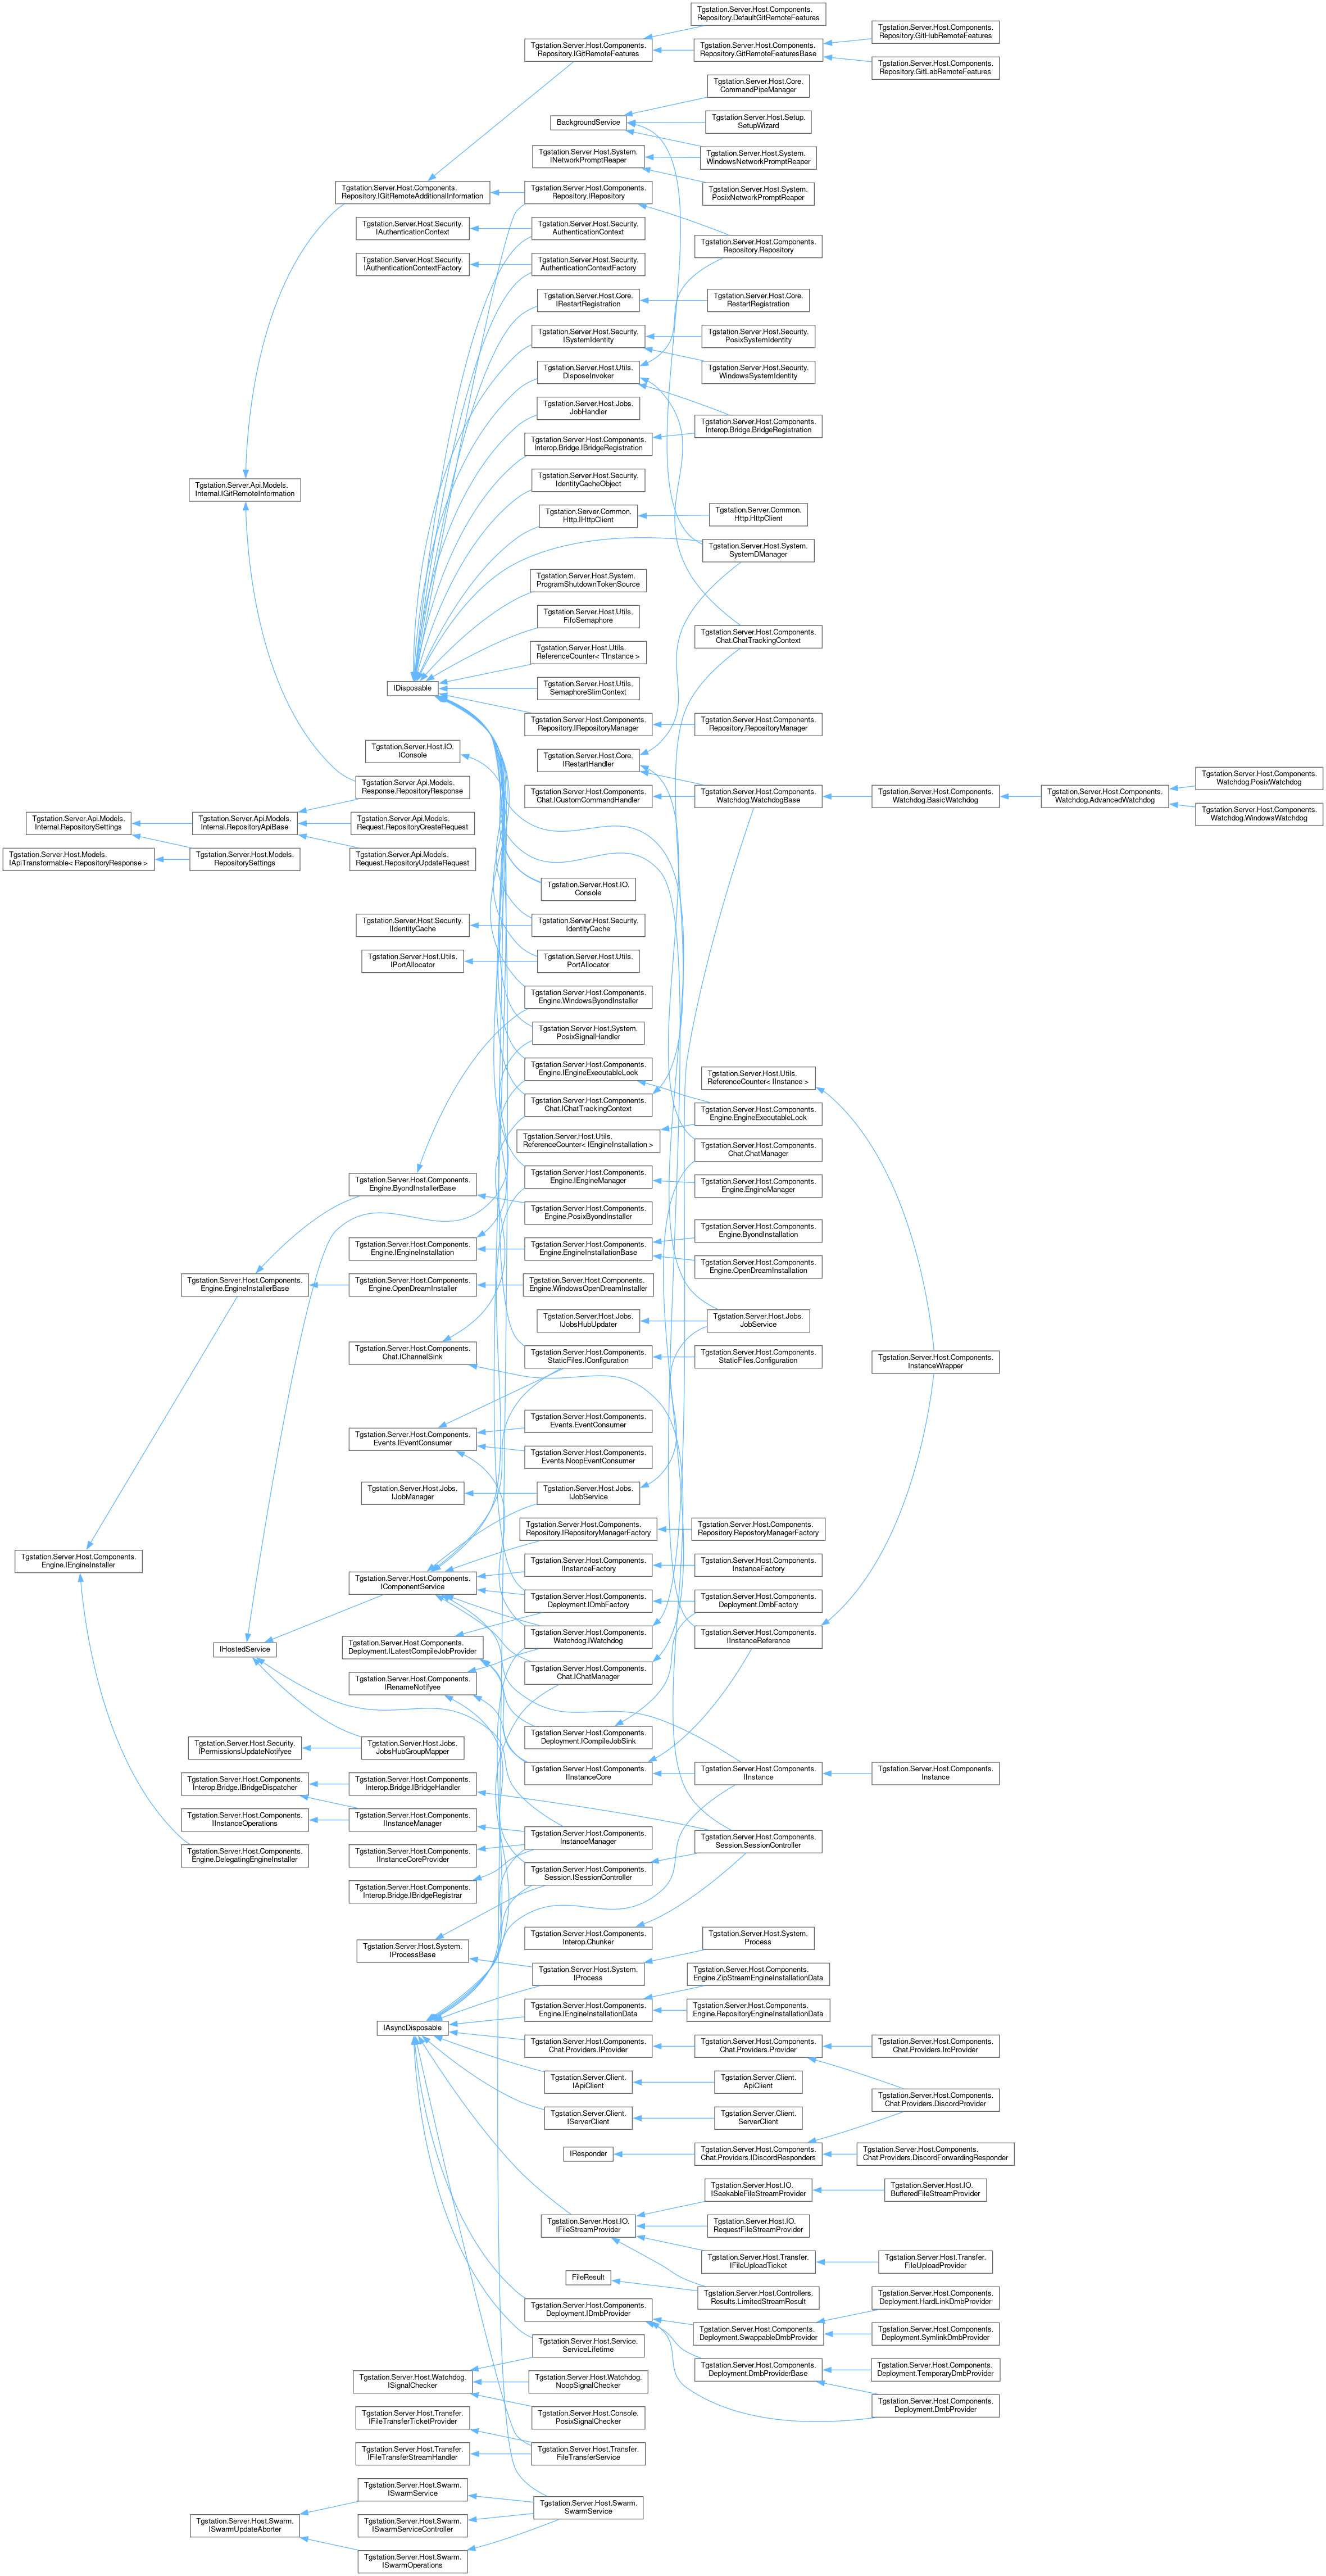 Tgstation.Server.Host.Components.
Repository.DefaultGitRemoteFeatures
Tgstation.Server.Host.Components.
Repository.IGitRemoteFeatures
Tgstation.Server.Host.Components.
Repository.GitRemoteFeaturesBase
Tgstation.Server.Host.Components.
Repository.GitHubRemoteFeatures
Tgstation.Server.Host.Components.
Repository.GitLabRemoteFeatures
Tgstation.Server.Host.Core.
CommandPipeManager
BackgroundService
Tgstation.Server.Host.Setup.
SetupWizard
Tgstation.Server.Host.System.
INetworkPromptReaper
Tgstation.Server.Host.System.
WindowsNetworkPromptReaper
Tgstation.Server.Host.System.
PosixNetworkPromptReaper
Tgstation.Server.Host.Components.
Repository.IGitRemoteAdditionalInformation
Tgstation.Server.Host.Components.
Repository.IRepository
Tgstation.Server.Host.Security.
IAuthenticationContext
Tgstation.Server.Host.Security.
AuthenticationContext
Tgstation.Server.Host.Components.
Repository.Repository
Tgstation.Server.Host.Security.
IAuthenticationContextFactory
Tgstation.Server.Host.Security.
AuthenticationContextFactory
Tgstation.Server.Host.Core.
IRestartRegistration
Tgstation.Server.Host.Core.
RestartRegistration
Tgstation.Server.Host.Security.
ISystemIdentity
Tgstation.Server.Host.Security.
PosixSystemIdentity
Tgstation.Server.Host.Utils.
DisposeInvoker
Tgstation.Server.Host.Security.
WindowsSystemIdentity
Tgstation.Server.Host.Jobs.
JobHandler
Tgstation.Server.Host.Components.
Interop.Bridge.IBridgeRegistration
Tgstation.Server.Host.Components.
Interop.Bridge.BridgeRegistration
Tgstation.Server.Api.Models.
Internal.IGitRemoteInformation
Tgstation.Server.Host.Security.
IdentityCacheObject
Tgstation.Server.Common.
Http.IHttpClient
Tgstation.Server.Common.
Http.HttpClient
Tgstation.Server.Host.System.
SystemDManager
Tgstation.Server.Host.System.
ProgramShutdownTokenSource
Tgstation.Server.Host.Utils.
FifoSemaphore
Tgstation.Server.Host.Components.
Chat.ChatTrackingContext
Tgstation.Server.Host.Utils.
ReferenceCounter< TInstance >
IDisposable
Tgstation.Server.Host.Utils.
SemaphoreSlimContext
Tgstation.Server.Host.Components.
Repository.IRepositoryManager
Tgstation.Server.Host.Components.
Repository.RepositoryManager
Tgstation.Server.Host.IO.
IConsole
Tgstation.Server.Host.Core.
IRestartHandler
Tgstation.Server.Api.Models.
Response.RepositoryResponse
Tgstation.Server.Host.Components.
Chat.ICustomCommandHandler
Tgstation.Server.Host.Components.
Watchdog.WatchdogBase
Tgstation.Server.Host.Components.
Watchdog.BasicWatchdog
Tgstation.Server.Host.Components.
Watchdog.AdvancedWatchdog
Tgstation.Server.Host.Components.
Watchdog.PosixWatchdog
Tgstation.Server.Host.Components.
Watchdog.WindowsWatchdog
Tgstation.Server.Api.Models.
Internal.RepositorySettings
Tgstation.Server.Api.Models.
Internal.RepositoryApiBase
Tgstation.Server.Api.Models.
Request.RepositoryCreateRequest
Tgstation.Server.Host.Models.
IApiTransformable< RepositoryResponse >
Tgstation.Server.Host.Models.
RepositorySettings
Tgstation.Server.Api.Models.
Request.RepositoryUpdateRequest
Tgstation.Server.Host.IO.
Console
Tgstation.Server.Host.Security.
IIdentityCache
Tgstation.Server.Host.Security.
IdentityCache
Tgstation.Server.Host.Utils.
IPortAllocator
Tgstation.Server.Host.Utils.
PortAllocator
Tgstation.Server.Host.Components.
Engine.WindowsByondInstaller
Tgstation.Server.Host.System.
PosixSignalHandler
Tgstation.Server.Host.Components.
Engine.IEngineExecutableLock
Tgstation.Server.Host.Utils.
ReferenceCounter< IInstance >
Tgstation.Server.Host.Components.
Chat.IChatTrackingContext
Tgstation.Server.Host.Components.
Engine.EngineExecutableLock
Tgstation.Server.Host.Utils.
ReferenceCounter< IEngineInstallation >
Tgstation.Server.Host.Components.
Chat.ChatManager
Tgstation.Server.Host.Components.
Engine.ByondInstallerBase
Tgstation.Server.Host.Components.
Engine.IEngineManager
Tgstation.Server.Host.Components.
Engine.EngineManager
Tgstation.Server.Host.Components.
Engine.PosixByondInstaller
Tgstation.Server.Host.Components.
Engine.IEngineInstallation
Tgstation.Server.Host.Components.
Engine.EngineInstallationBase
Tgstation.Server.Host.Components.
Engine.ByondInstallation
Tgstation.Server.Host.Components.
Engine.OpenDreamInstallation
Tgstation.Server.Host.Components.
Engine.EngineInstallerBase
Tgstation.Server.Host.Components.
Engine.OpenDreamInstaller
Tgstation.Server.Host.Components.
Engine.WindowsOpenDreamInstaller
Tgstation.Server.Host.Jobs.
IJobsHubUpdater
Tgstation.Server.Host.Jobs.
JobService
Tgstation.Server.Host.Components.
Chat.IChannelSink
Tgstation.Server.Host.Components.
StaticFiles.IConfiguration
Tgstation.Server.Host.Components.
StaticFiles.Configuration
Tgstation.Server.Host.Components.
InstanceWrapper
Tgstation.Server.Host.Components.
Events.IEventConsumer
Tgstation.Server.Host.Components.
Events.EventConsumer
Tgstation.Server.Host.Components.
Events.NoopEventConsumer
Tgstation.Server.Host.Jobs.
IJobManager
Tgstation.Server.Host.Jobs.
IJobService
Tgstation.Server.Host.Components.
Repository.IRepositoryManagerFactory
Tgstation.Server.Host.Components.
Repository.RepostoryManagerFactory
Tgstation.Server.Host.Components.
Engine.IEngineInstaller
Tgstation.Server.Host.Components.
IComponentService
Tgstation.Server.Host.Components.
IInstanceFactory
Tgstation.Server.Host.Components.
InstanceFactory
Tgstation.Server.Host.Components.
Deployment.IDmbFactory
Tgstation.Server.Host.Components.
Deployment.DmbFactory
IHostedService
Tgstation.Server.Host.Components.
Deployment.ILatestCompileJobProvider
Tgstation.Server.Host.Components.
Watchdog.IWatchdog
Tgstation.Server.Host.Components.
IInstanceReference
Tgstation.Server.Host.Components.
IRenameNotifyee
Tgstation.Server.Host.Components.
Chat.IChatManager
Tgstation.Server.Host.Security.
IPermissionsUpdateNotifyee
Tgstation.Server.Host.Jobs.
JobsHubGroupMapper
Tgstation.Server.Host.Components.
Deployment.ICompileJobSink
Tgstation.Server.Host.Components.
Interop.Bridge.IBridgeDispatcher
Tgstation.Server.Host.Components.
Interop.Bridge.IBridgeHandler
Tgstation.Server.Host.Components.
IInstanceCore
Tgstation.Server.Host.Components.
IInstance
Tgstation.Server.Host.Components.
Instance
Tgstation.Server.Host.Components.
IInstanceOperations
Tgstation.Server.Host.Components.
IInstanceManager
Tgstation.Server.Host.Components.
InstanceManager
Tgstation.Server.Host.Components.
Session.SessionController
Tgstation.Server.Host.Components.
Engine.DelegatingEngineInstaller
Tgstation.Server.Host.Components.
IInstanceCoreProvider
Tgstation.Server.Host.Components.
Interop.Bridge.IBridgeRegistrar
Tgstation.Server.Host.Components.
Session.ISessionController
Tgstation.Server.Host.Components.
Interop.Chunker
Tgstation.Server.Host.System.
IProcessBase
Tgstation.Server.Host.System.
Process
Tgstation.Server.Host.System.
IProcess
Tgstation.Server.Host.Components.
Engine.ZipStreamEngineInstallationData
IAsyncDisposable
Tgstation.Server.Host.Components.
Engine.IEngineInstallationData
Tgstation.Server.Host.Components.
Engine.RepositoryEngineInstallationData
Tgstation.Server.Host.Components.
Chat.Providers.IProvider
Tgstation.Server.Host.Components.
Chat.Providers.Provider
Tgstation.Server.Host.Components.
Chat.Providers.IrcProvider
Tgstation.Server.Client.
IApiClient
Tgstation.Server.Client.
ApiClient
Tgstation.Server.Host.Components.
Chat.Providers.DiscordProvider
Tgstation.Server.Client.
IServerClient
Tgstation.Server.Client.
ServerClient
IResponder
Tgstation.Server.Host.Components.
Chat.Providers.IDiscordResponders
Tgstation.Server.Host.Components.
Chat.Providers.DiscordForwardingResponder
Tgstation.Server.Host.IO.
ISeekableFileStreamProvider
Tgstation.Server.Host.IO.
BufferedFileStreamProvider
Tgstation.Server.Host.IO.
IFileStreamProvider
Tgstation.Server.Host.IO.
RequestFileStreamProvider
Tgstation.Server.Host.Transfer.
IFileUploadTicket
Tgstation.Server.Host.Transfer.
FileUploadProvider
FileResult
Tgstation.Server.Host.Controllers.
Results.LimitedStreamResult
Tgstation.Server.Host.Components.
Deployment.IDmbProvider
Tgstation.Server.Host.Components.
Deployment.HardLinkDmbProvider
Tgstation.Server.Host.Components.
Deployment.SwappableDmbProvider
Tgstation.Server.Host.Components.
Deployment.SymlinkDmbProvider
Tgstation.Server.Host.Service.
ServiceLifetime
Tgstation.Server.Host.Components.
Deployment.DmbProviderBase
Tgstation.Server.Host.Components.
Deployment.TemporaryDmbProvider
Tgstation.Server.Host.Watchdog.
ISignalChecker
Tgstation.Server.Host.Watchdog.
NoopSignalChecker
Tgstation.Server.Host.Components.
Deployment.DmbProvider
Tgstation.Server.Host.Transfer.
IFileTransferTicketProvider
Tgstation.Server.Host.Console.
PosixSignalChecker
Tgstation.Server.Host.Transfer.
IFileTransferStreamHandler
Tgstation.Server.Host.Transfer.
FileTransferService
Tgstation.Server.Host.Swarm.
ISwarmService
Tgstation.Server.Host.Swarm.
SwarmService
Tgstation.Server.Host.Swarm.
ISwarmUpdateAborter
Tgstation.Server.Host.Swarm.
ISwarmServiceController
Tgstation.Server.Host.Swarm.
ISwarmOperations